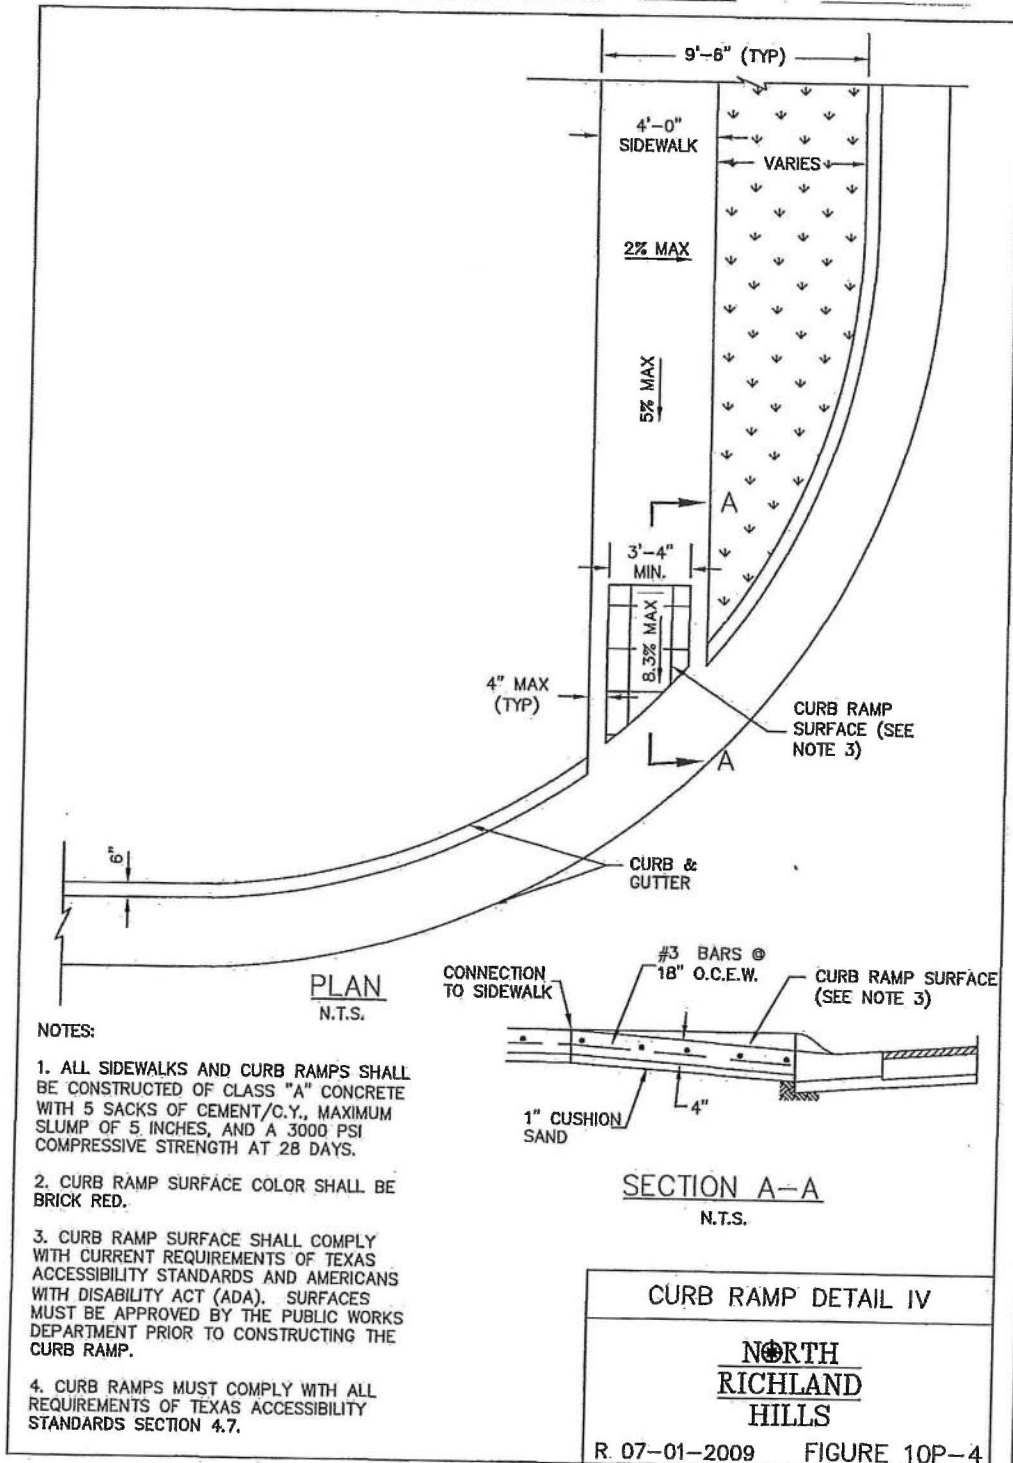 9'-6" (TYP)
4'-0"
SIDEWALK
VARIES
2% MAX
5% MAX
A
3'-4"
MIN.
8.3% MAX
4" MAX
(TYP)
CURB RAMP
SURFACE (SEE
NOTE 3)
A
6"
CURB &
GUTTER
PLAN
N.T.S.
CONNECTION
TO SIDEWALK
#3 BARS @
18" O.C.E.W.
CURB RAMP SURFACE
(SEE NOTE 3)
1" CUSHION
SAND
4"
SECTION A-A
N.T.S.
NOTES:
1. ALL SIDEWALKS AND CURB RAMPS SHALL
BE CONSTRUCTED OF CLASS "A" CONCRETE
WITH 5 SACKS OF CEMENT/C.Y., MAXIMUM
SLUMP OF 5 INCHES, AND A 3000 PSI
COMPRESSIVE STRENGTH AT 28 DAYS.
2. CURB RAMP SURFACE COLOR SHALL BE
BRICK RED.
3. CURB RAMP SURFACE SHALL COMPLY
WITH CURRENT REQUIREMENTS OF TEXAS
ACCESSIBILITY STANDARDS AND AMERICANS
WITH DISABILITY ACT (ADA). SURFACES
MUST BE APPROVED BY THE PUBLIC WORKS
DEPARTMENT PRIOR TO CONSTRUCTING THE
CURB RAMP.
4. CURB RAMPS MUST COMPLY WITH ALL
REQUIREMENTS OF TEXAS ACCESSIBILITY
STANDARDS SECTION 4.7.
CURB RAMP DETAIL IV
NORTH
RICHLAND
HILLS
R. 07-01-2009 FIGURE 10P-4